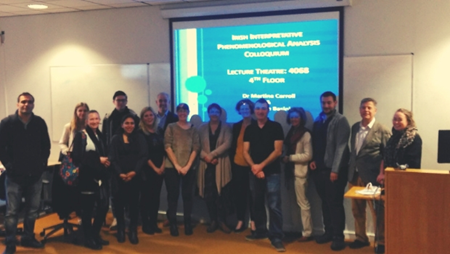 Irish Interpretative
Phenomenological Analysis
Colloquium
Lecture Theatre: 4068
4th Floor
Dr Martina Carroll